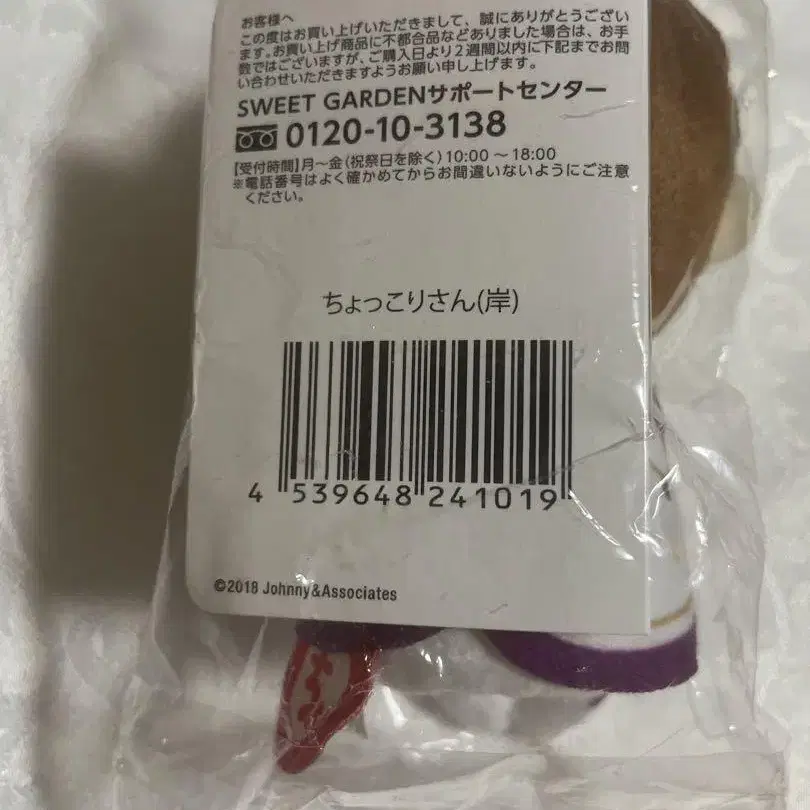 お客様へ
この度はお買い上げいただきまして、誠にありがとうござい
ます。お買い上げ商品に不都合品などありました場合は、お手
数ではございますが、ご購入日より2週間以内に下記までお問
い合わせいただきますようお願い申し上げます。
SWEET GARDENサポートセンター
0120-10-3138
【受付時間】月〜金(祝祭日を除く)10:00〜18:00
※電話番号はよく確かめてからお間違いないようにご注意
ください。
ちょっこりさん(岸)
4 539648 241019
©2018 Johnny&Associates